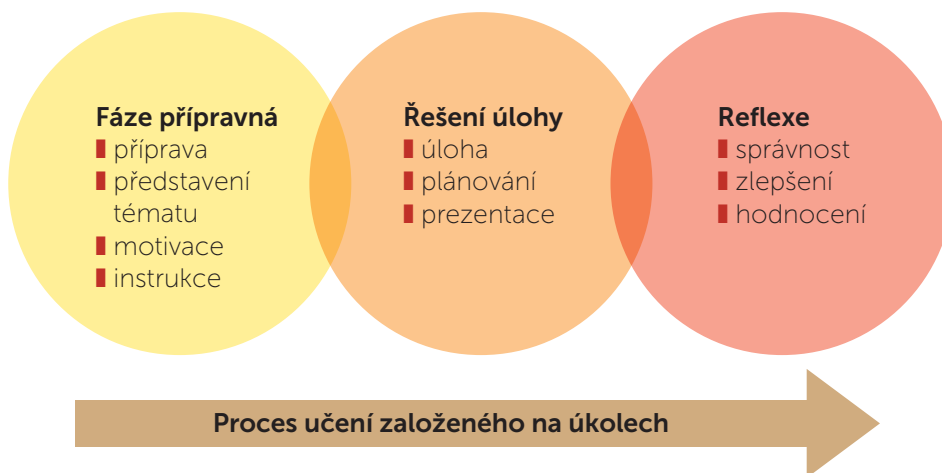 Fáze přípravná
příprava
představení
tématu
motivace
instrukce
Řešení úlohy
úloha
plánování
prezentace
Reflexe
správnost
zlepšení
hodnocení
Proces učení založeného na úkolech